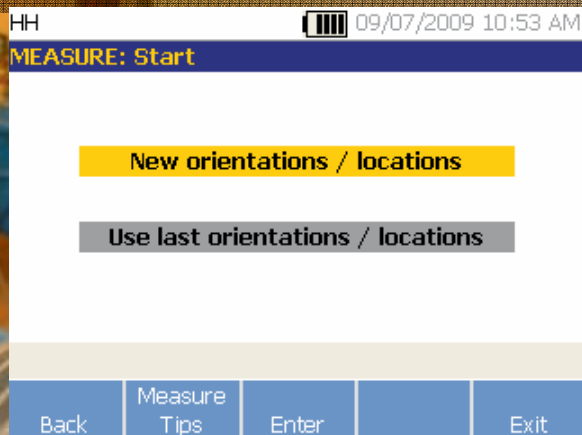 HH 09/07/2009 10:53 AM
MEASURE: Start
New orientations / locations
Use last orientations / locations
Back Measure Tips Enter Exit